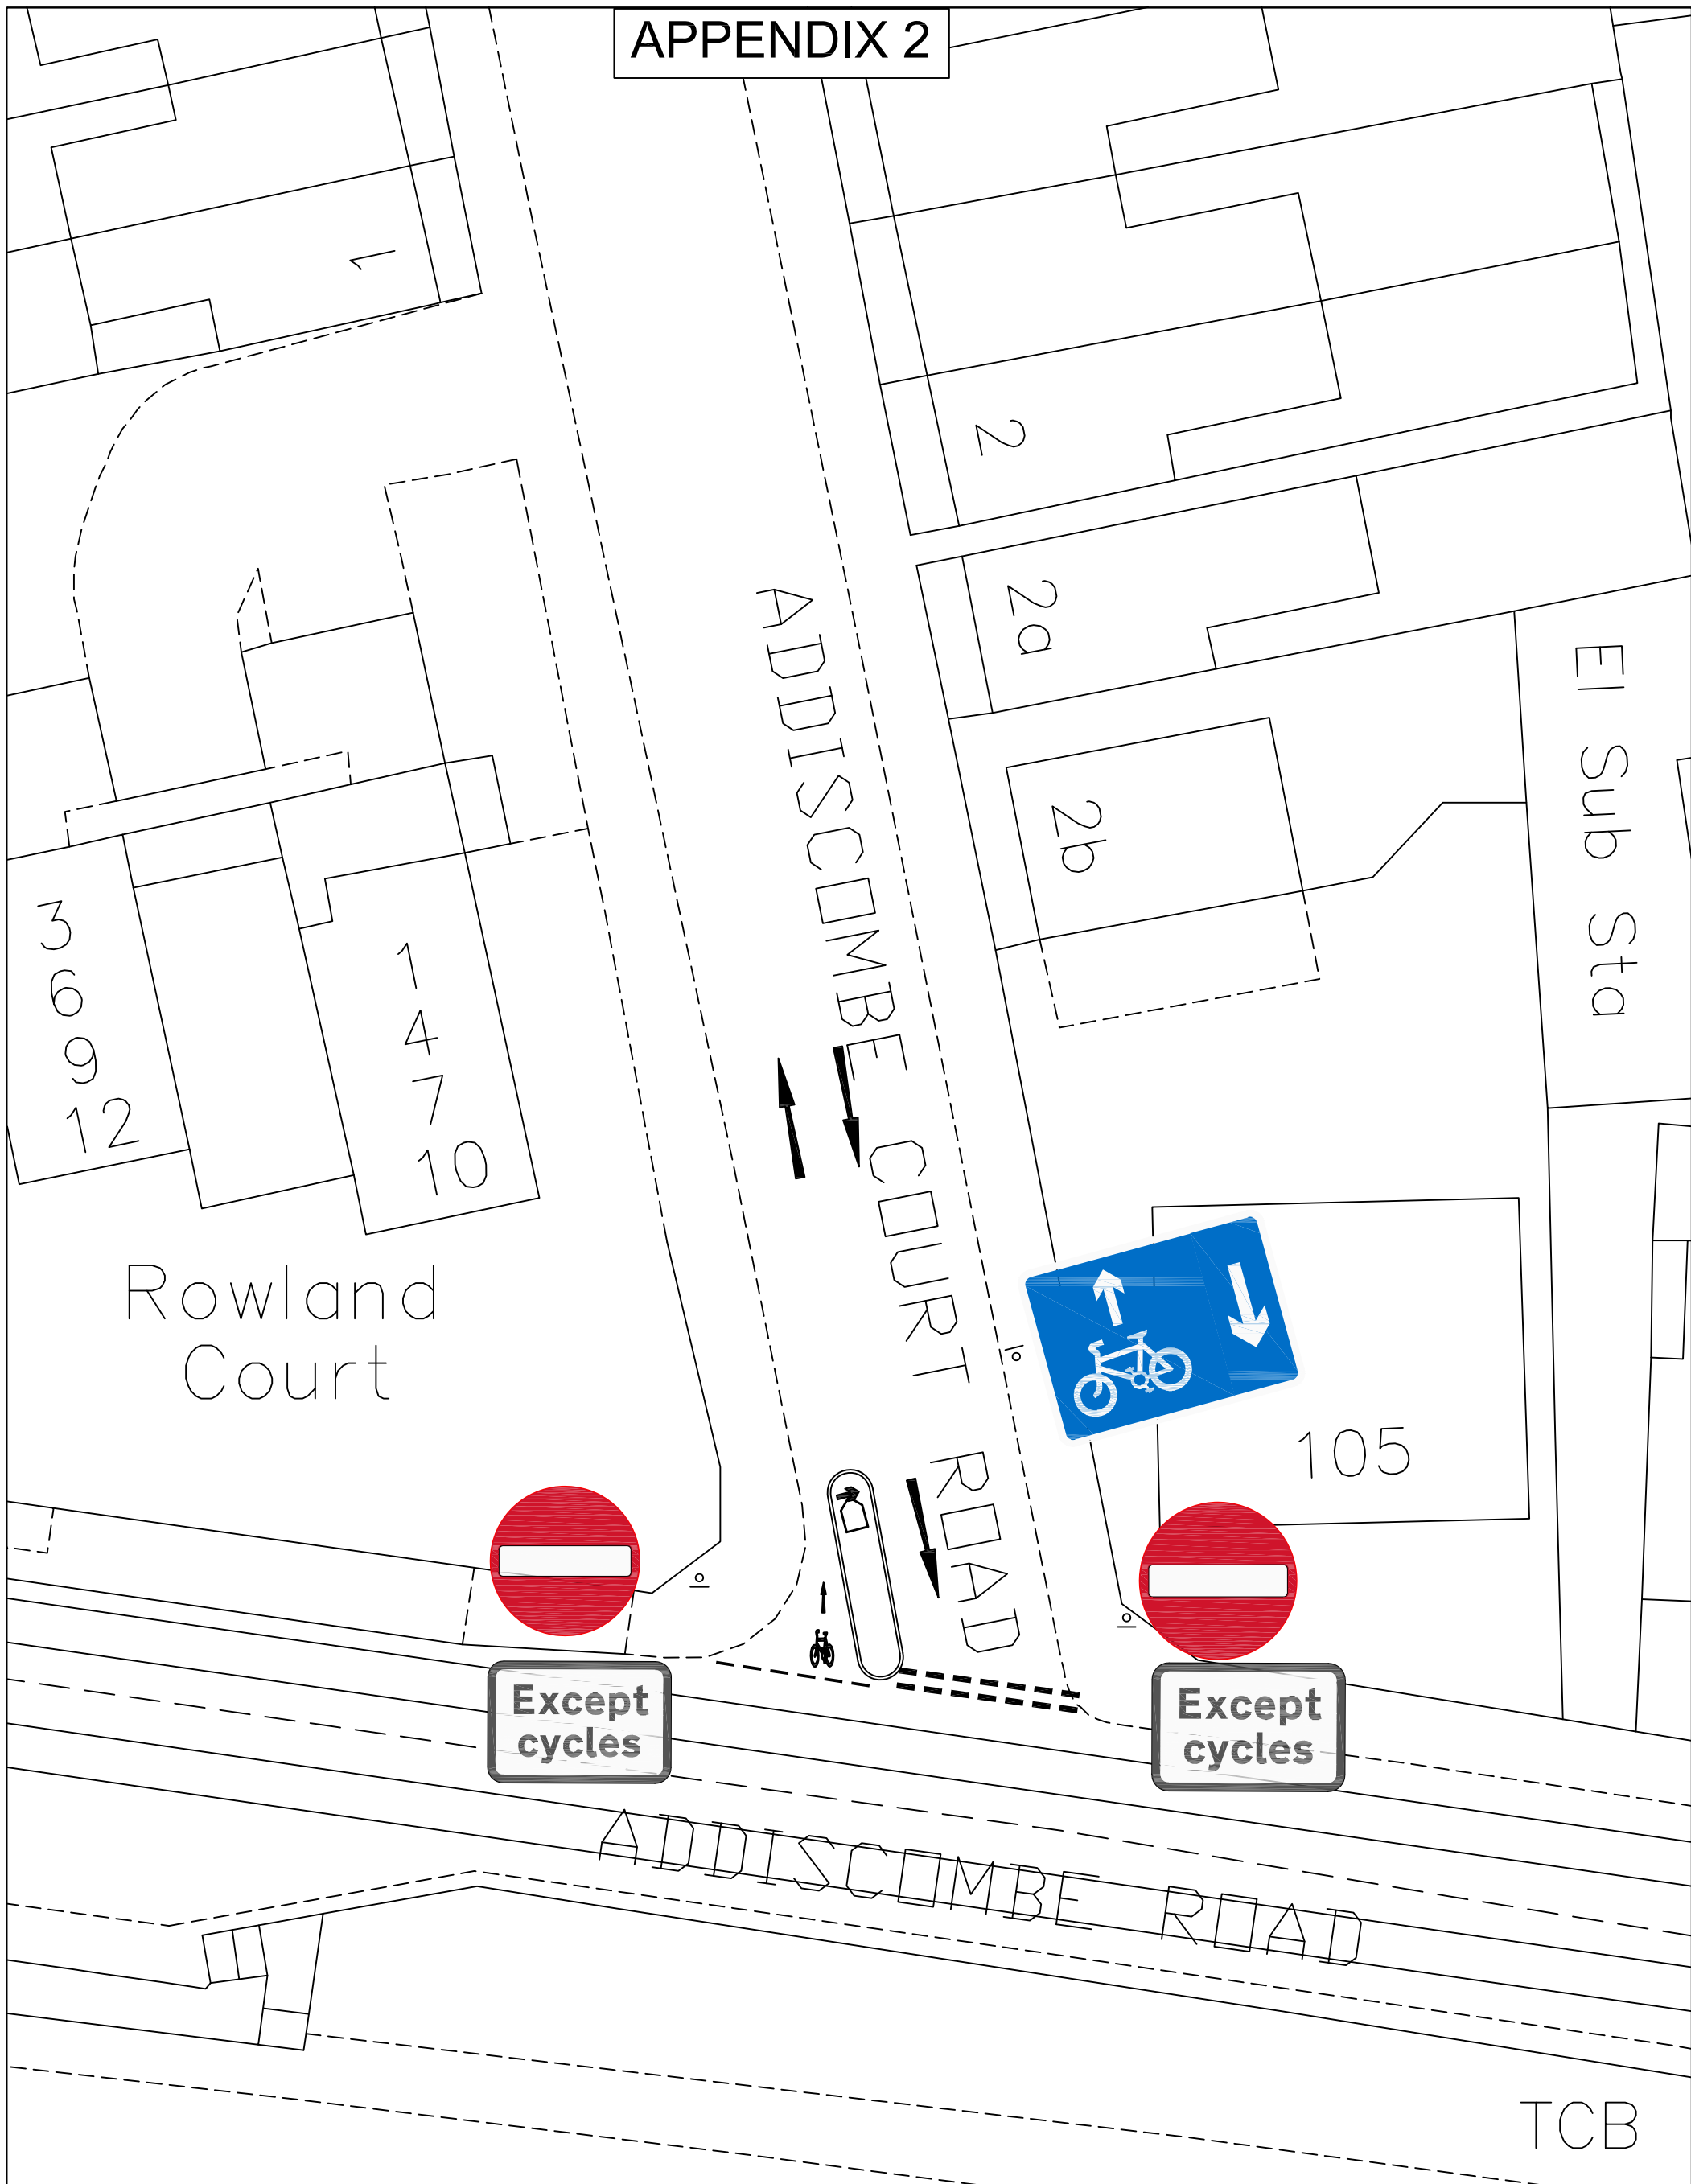 APPENDIX 2
1
2
2a
El Sub Sta
2b
ADDISCOMBE COURT ROAD
3
6
9
12
1
4
7
10
Rowland
Court
105
Except
cycles
Except
cycles
ADDISCOMBE ROAD
TCB